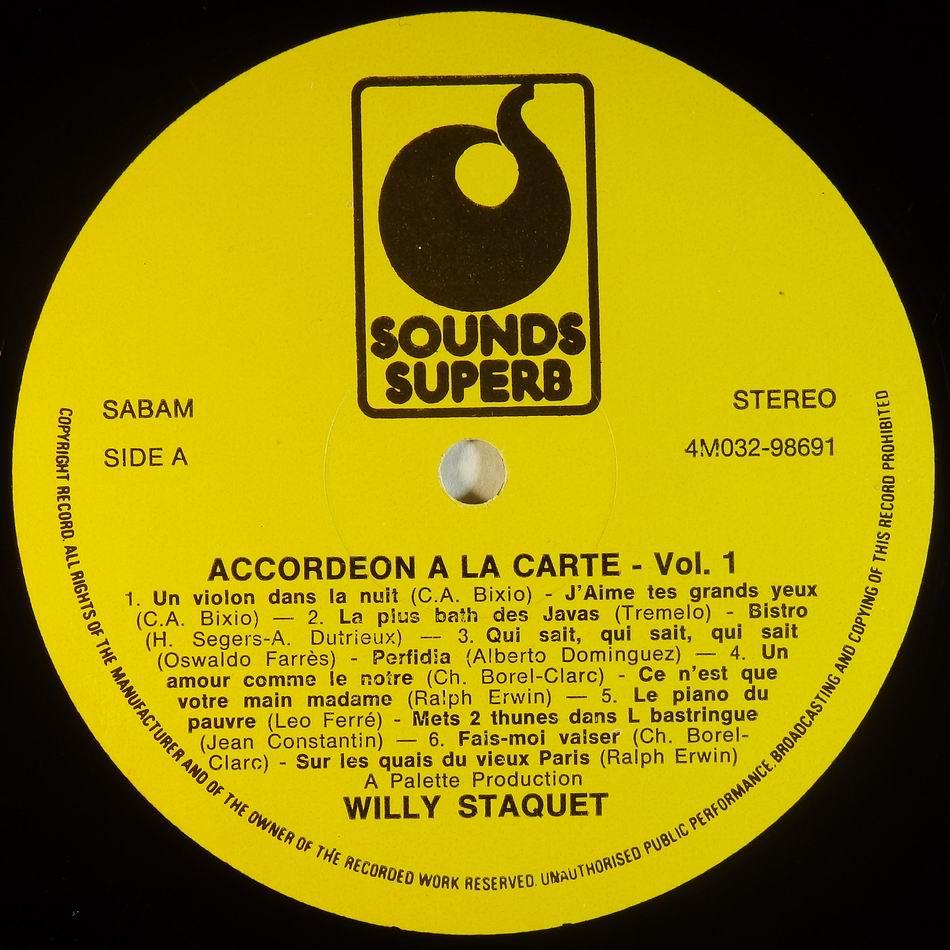 SOUNDS
SUPERB
SABAM
SIDE A
STEREO
4M032-98691
ACCORDEON A LA CARTE - Vol. 1
1. Un violon dans la nuit (C.A. Bixio) - J'Aime tes grands yeux
(C.A. Bixio) — 2. La plus bath des Javas (Tremelo) - Bistro
(H. Segers-A. Dutrieux) — 3. Qui sait, qui sait, qui sait
(Oswaldo Farrès) - Perfidia (Alberto Dominguez) — 4. Un
amour comme le notre (Ch. Borel-Clarc) - Ce n'est que
votre main madame (Ralph Erwin) — 5. Le piano du
pauvre (Leo Ferré) - Mets 2 thunes dans L bastringue
(Jean Constantin) — 6. Fais-moi valser (Ch. Borel-
Clarc) - Sur les quais du vieux Paris (Ralph Erwin)
A Palette Production
WILLY STAQUET
COPYRIGHT RECORD. ALL RIGHTS OF THE MANUFACTURER AND OF THE OWNER OF THE RECORDED WORK RESERVED. UNAUTHORISED PUBLIC PERFORMANCE. BROADCASTING AND COPYING OF THIS RECORD PROHIBITED